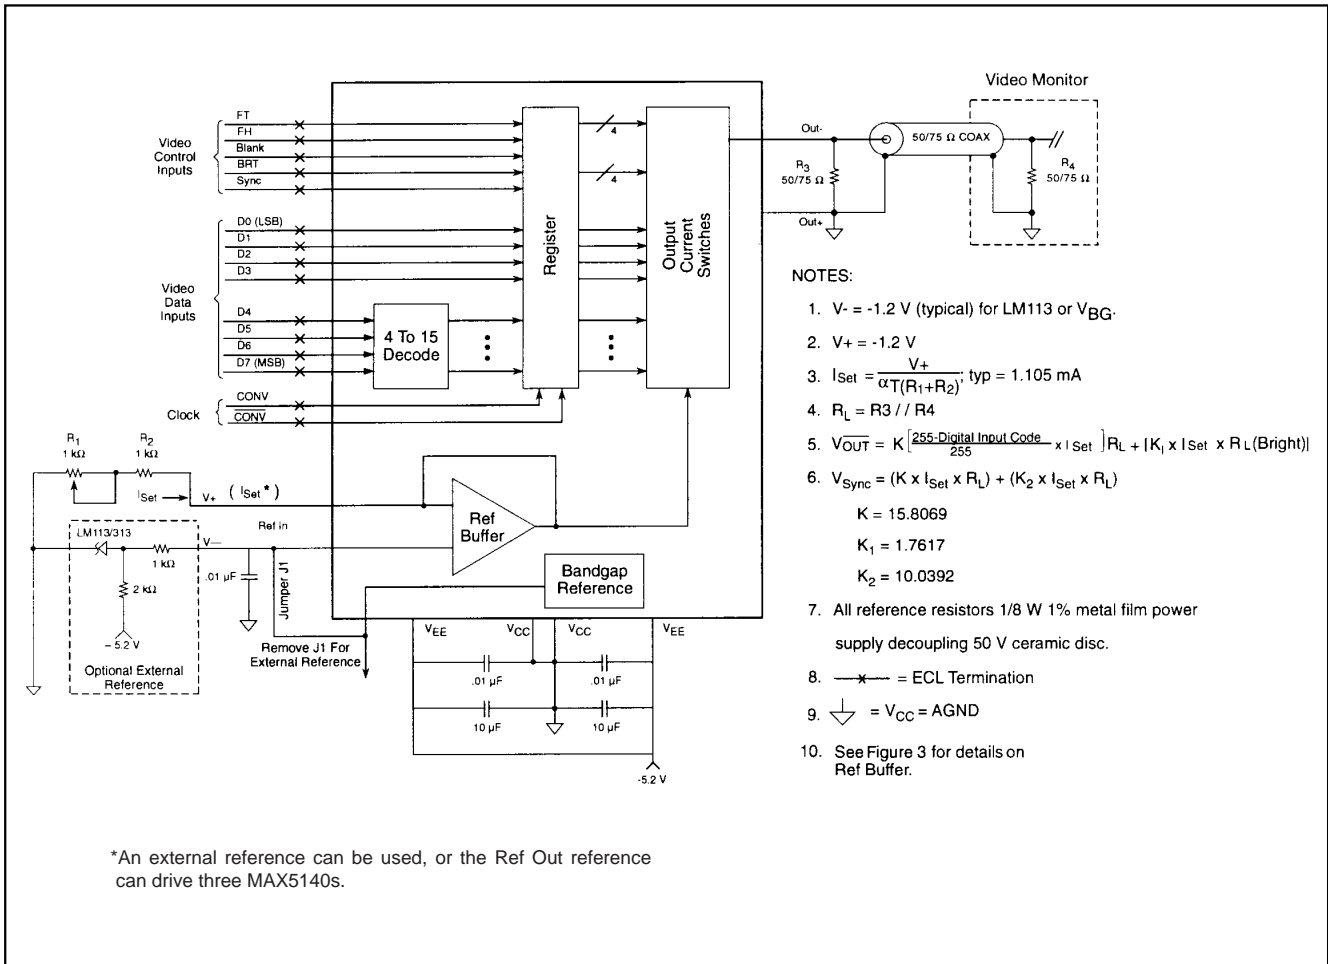 Video Monitor
FT
FH
Blank
BRT
Sync
Video
Control
Inputs
4
4
D0 (LSB)
D1
D2
D3
D4
D5
D6
D7 (MSB)
Video
Data
Inputs
4 To 15
Decode
Register
Output
Current
Switches
CONV
CONV
Clock
Out-
Out+
R3
50/75 Ω
50/75 Ω COAX
R4
50/75 Ω
R1
1 kΩ
R2
1 kΩ
ISet
V+
(ISet*)
Ref in
LM113/313
V—
1 kΩ
2 kΩ
– 5.2 V
Optional External
Reference
.01 µF
Jumper J1
Ref
Buffer
Bandgap
Reference
Remove J1 For
External Reference
VEE
VCC
VCC
VEE
.01 µF
.01 µF
10 µF
10 µF
-5.2 V
NOTES:
1. V- = -1.2 V (typical) for LM113 or VBG.
2. V+ = -1.2 V
3. ISet = V+ / αT(R1+R2); typ = 1.105 mA
4. RL = R3 // R4
5. VOUT = K [255-Digital Input Code / 255 x ISet ] RL + |K1 x ISet x RL(Bright)|
6. VSync = (K x ISet x RL) + (K2 x ISet x RL)
K = 15.8069
K1 = 1.7617
K2 = 10.0392
7. All reference resistors 1/8 W 1% metal film power
supply decoupling 50 V ceramic disc.
8. = ECL Termination
9. = VCC = AGND
10. See Figure 3 for details on
Ref Buffer.
*An external reference can be used, or the Ref Out reference
can drive three MAX5140s.